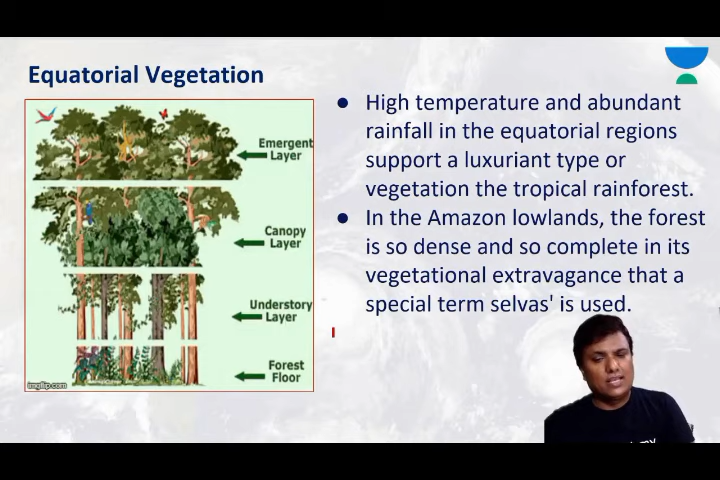 Equatorial Vegetation
Emergent
Layer
Canopy
Layer
Understory
Layer
Forest
Floor
imgflip.com
● High temperature and abundant
rainfall in the equatorial regions
support a luxuriant type or
vegetation the tropical rainforest.
● In the Amazon lowlands, the forest
is so dense and so complete in its
vegetational extravagance that a
special term selvas' is used.